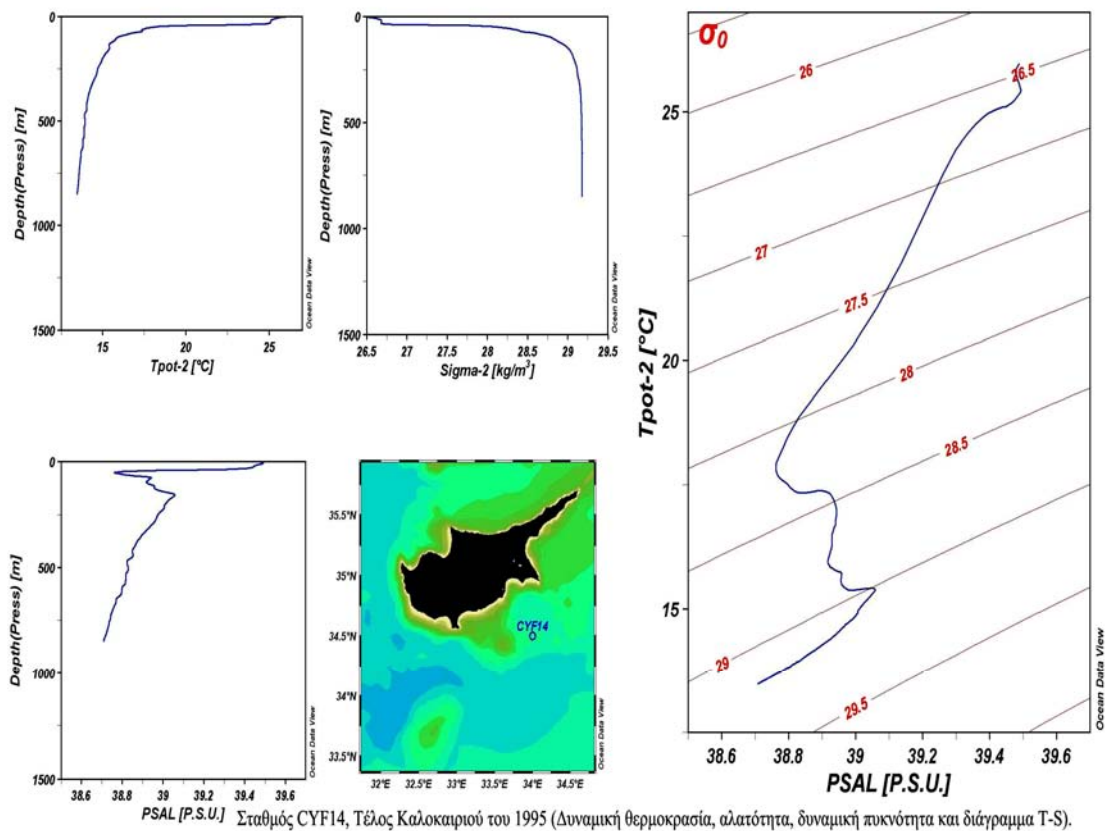 0
500
1000
1500
Depth(Press) [m]
15
20
25
Tpot-2 [°C]
Ocean Data View
0
500
1000
1500
Depth(Press) [m]
26.5
27
27.5
28
28.5
29
29.5
Sigma-2 [kg/m³]
Ocean Data View
σ₀
26
26.5
27
27.5
28
28.5
29
29.5
25
20
15
Tpot-2 [°C]
38.6
38.8
39
39.2
39.4
39.6
PSAL [P.S.U.]
Ocean Data View
0
500
1000
1500
Depth(Press) [m]
38.6
38.8
39
39.2
39.4
39.6
PSAL [P.S.U.]
Ocean Data View
35.5°N
35°N
34.5°N
34°N
33.5°N
CYF14
32°E
32.5°E
33°E
33.5°E
34°E
34.5°E
Ocean Data View
Σταθμός CYF14, Τέλος Καλοκαιριού του 1995 (Δυναμική θερμοκρασία, αλατότητα, δυναμική πυκνότητα και διάγραμμα T-S).